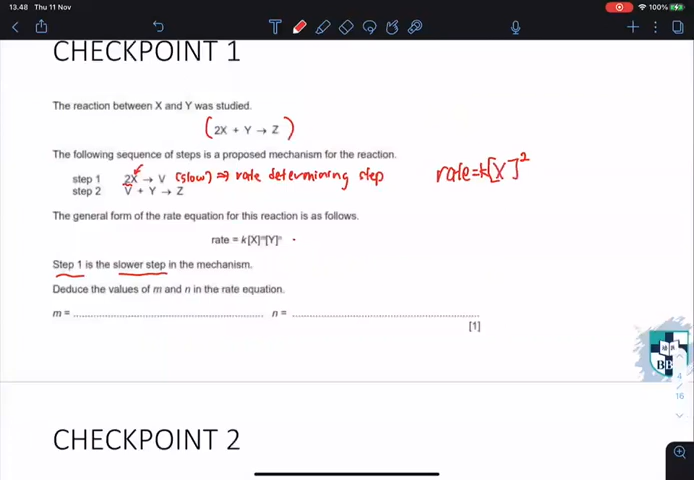 13.48 Thu 11 Nov
100%
CHECKPOINT 1
The reaction between X and Y was studied.
(2X + Y → Z)
The following sequence of steps is a proposed mechanism for the reaction.
step 1 2X → V (slow) ⇒ rate determining step
rate=k[X]²
step 2 V + Y → Z
The general form of the rate equation for this reaction is as follows.
rate = k[X]ᵐ[Y]ⁿ
Step 1 is the slower step in the mechanism.
Deduce the values of m and n in the rate equation.
m = ........................................ n = ........................................
[1]
BB
4
16
CHECKPOINT 2